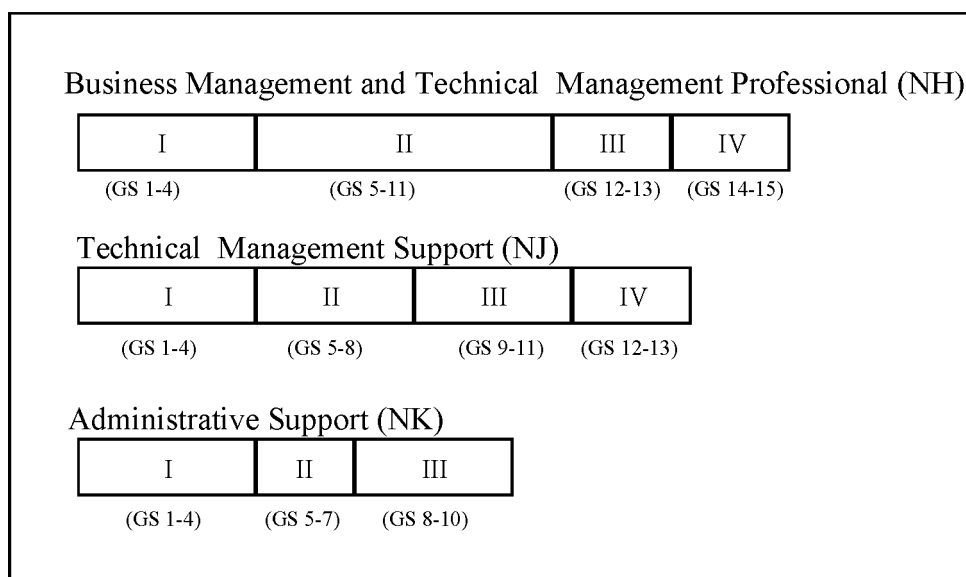 Business Management and Technical Management Professional (NH)
I II III IV
(GS 1-4) (GS 5-11) (GS 12-13) (GS 14-15)
Technical Management Support (NJ)
I II III IV
(GS 1-4) (GS 5-8) (GS 9-11) (GS 12-13)
Administrative Support (NK)
I II III
(GS 1-4) (GS 5-7) (GS 8-10)